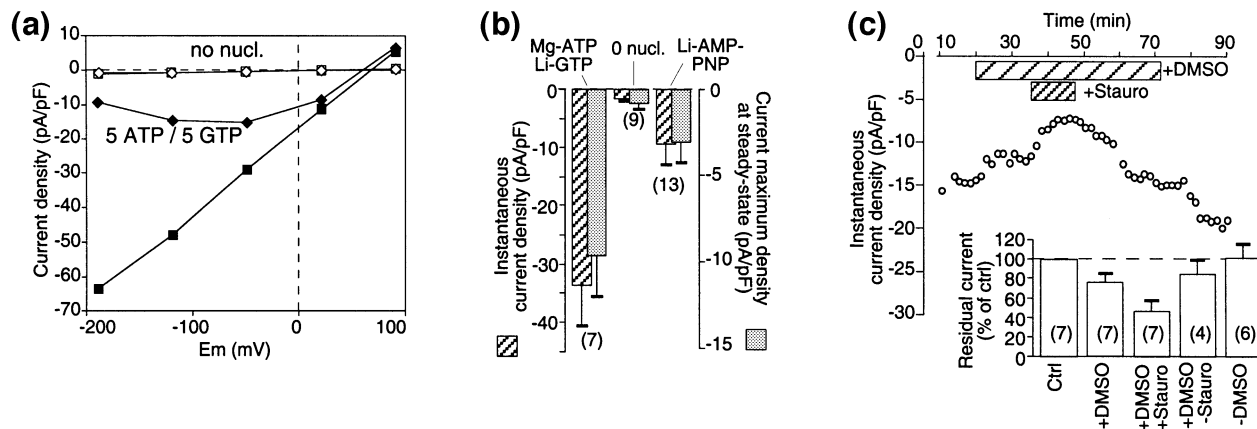 (a)
10
0
-10
-20
-30
-40
-50
-60
-70
Current density (pA/pF)
no nucl.
5 ATP / 5 GTP
-200
-100
0
100
Em (mV)
(b)
Mg-ATP
Li-GTP
0 nucl.
Li-AMP-
PNP
0
-10
-20
-30
-40
Instantaneous
current density (pA/pF)
(7)
(9)
(13)
0
-5
-10
-15
Current maximum density
at steady-state (pA/pF)
(c)
Time (min)
10
30
50
70
90
0
-5
-10
-15
-20
-25
-30
Instantaneous
current density (pA/pF)
+DMSO
+Stauro
120
100
80
60
40
20
0
Residual current
(% of ctrl)
(7)
(7)
(7)
(4)
(6)
Ctrl
+DMSO
+DMSO
+Stauro
+DMSO
-Stauro
-DMSO